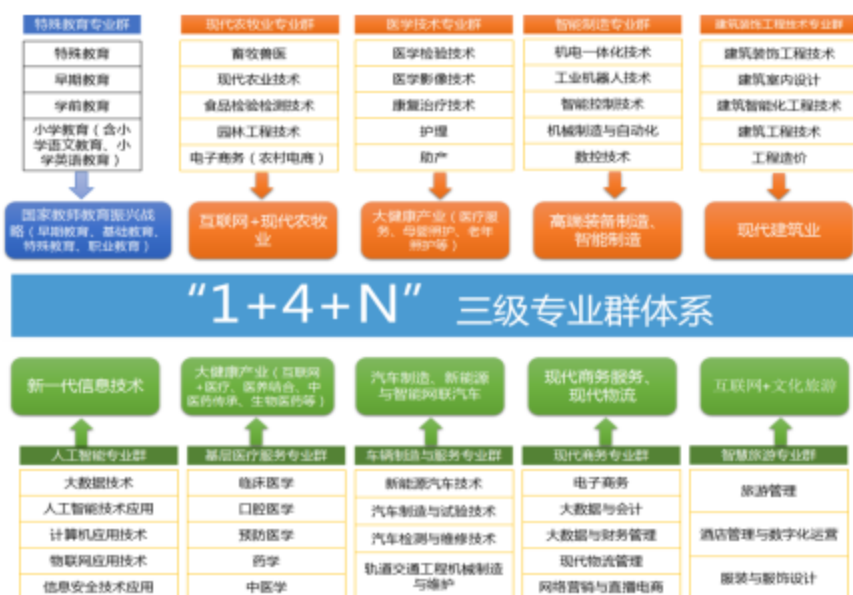 特殊教育专业群
特殊教育
早期教育
学前教育
小学教育（含小
学语文教育、小
学英语教育）
国家教师教育振兴战
略（早期教育、基础教育、
特殊教育、职业教育）
现代农牧业专业群
畜牧兽医
现代农业技术
食品检验检测技术
园林工程技术
电子商务（农村电商）
互联网+现代农牧
业
医学技术专业群
医学检验技术
医学影像技术
康复治疗技术
护理
助产
大健康产业（医疗服
务、母婴照护、老年
照护等）
智能制造专业群
机电一体化技术
工业机器人技术
智能控制技术
机械制造与自动化
数控技术
高端装备制造、
智能制造
建筑装饰工程技术专业群
建筑装饰工程技术
建筑室内设计
建筑智能化工程技术
建筑工程技术
工程造价
现代建筑业
“1+4+N” 三级专业群体系
新一代信息技术
人工智能专业群
大数据技术
人工智能技术应用
计算机应用技术
物联网应用技术
信息安全技术应用
大健康产业（互联网
+医疗、医养结合、中
医药传承、生物医药等）
基层医疗服务专业群
临床医学
口腔医学
预防医学
药学
中医学
汽车制造、新能源
与智能网联汽车
车辆制造与服务专业群
新能源汽车技术
汽车制造与试验技术
汽车检测与维修技术
轨道交通工程机械制造
与维护
现代商务服务、
现代物流
现代商务专业群
电子商务
大数据与会计
大数据与财务管理
现代物流管理
网络营销与直播电商
互联网+文化旅游
智慧旅游专业群
旅游管理
酒店管理与数字化运营
服装与服饰设计